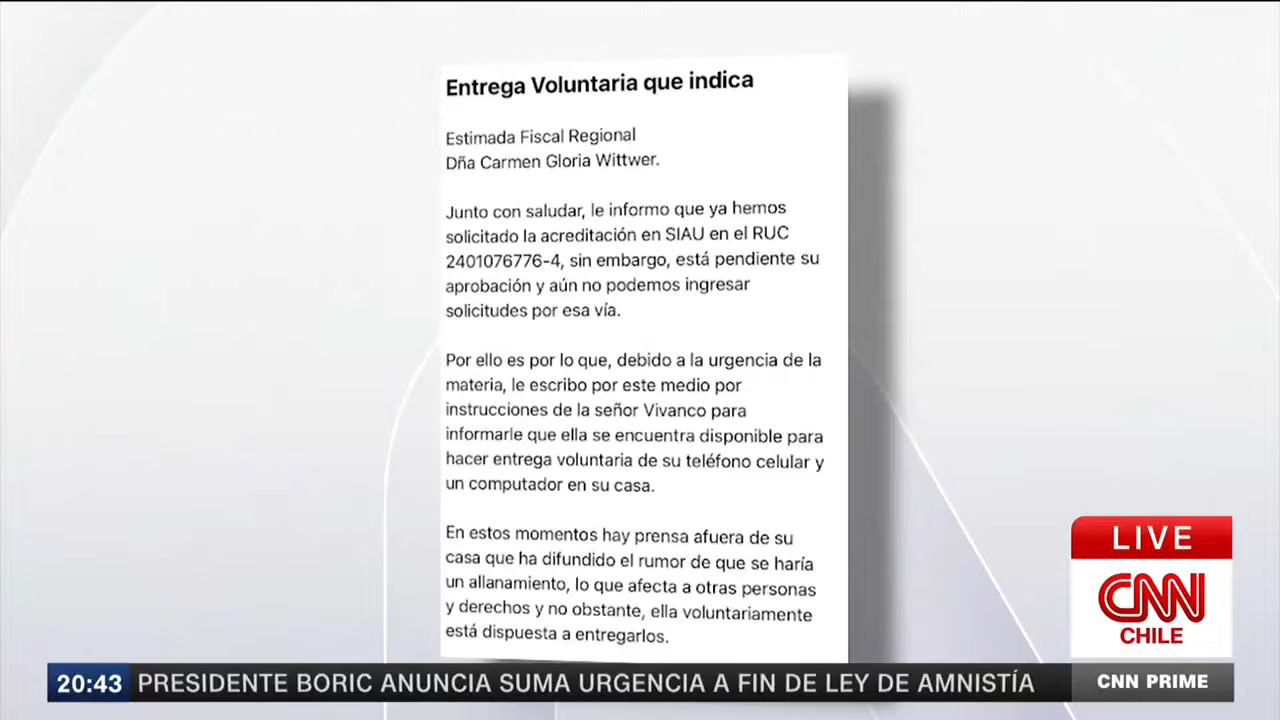 Entrega Voluntaria que indica
Estimada Fiscal Regional
Dña Carmen Gloria Wittwer.
Junto con saludar, le informo que ya hemos
solicitado la acreditación en SIAU en el RUC
2401076776-4, sin embargo, está pendiente su
aprobación y aún no podemos ingresar
solicitudes por esa vía.
Por ello es por lo que, debido a la urgencia de la
materia, le escribo por este medio por
instrucciones de la señor Vivanco para
informarle que ella se encuentra disponible para
hacer entrega voluntaria de su teléfono celular y
un computador en su casa.
En estos momentos hay prensa afuera de su
casa que ha difundido el rumor de que se haría
un allanamiento, lo que afecta a otras personas
y derechos y no obstante, ella voluntariamente
está dispuesta a entregarlos.
LIVE
CNN
CHILE
20:43 PRESIDENTE BORIC ANUNCIA SUMA URGENCIA A FIN DE LEY DE AMNISTÍA
CNN PRIME